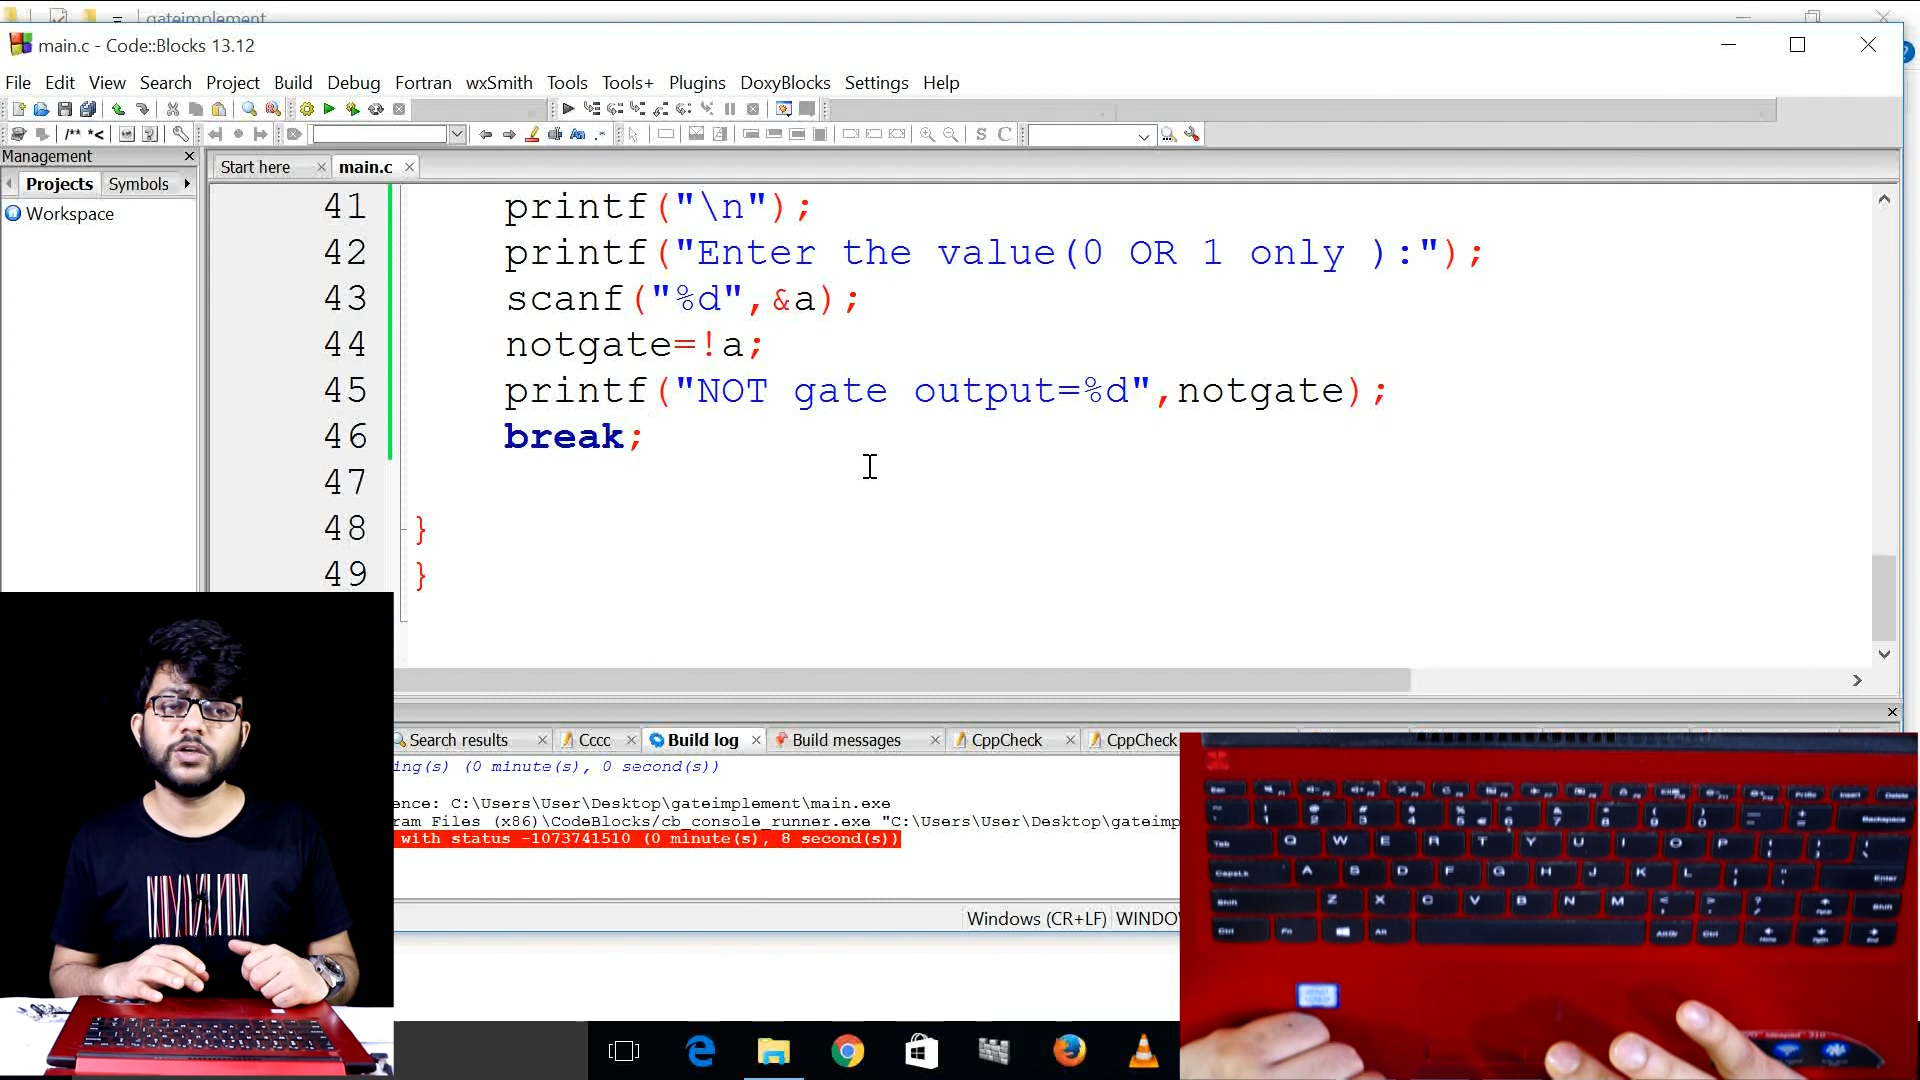 gateimplement
main.c - Code::Blocks 13.12
File Edit View Search Project Build Debug Fortran wxSmith Tools Tools+ Plugins DoxyBlocks Settings Help
Management
Start here main.c
Projects Symbols
Workspace
41 printf("\n");
42 printf("Enter the value(0 OR 1 only ):");
43 scanf("%d",&a);
44 notgate=!a;
45 printf("NOT gate output=%d",notgate);
46 break;
47
48 }
49 }
Search results Cccc Build log Build messages CppCheck CppCheck
ing(s) (0 minute(s), 0 second(s))
ence: C:\Users\User\Desktop\gateimplement\main.exe
ram Files (x86)\CodeBlocks/cb_console_runner.exe "C:\Users\User\Desktop\gateimp
with status -1073741510 (0 minute(s), 8 second(s))
Windows (CR+LF) WINDO